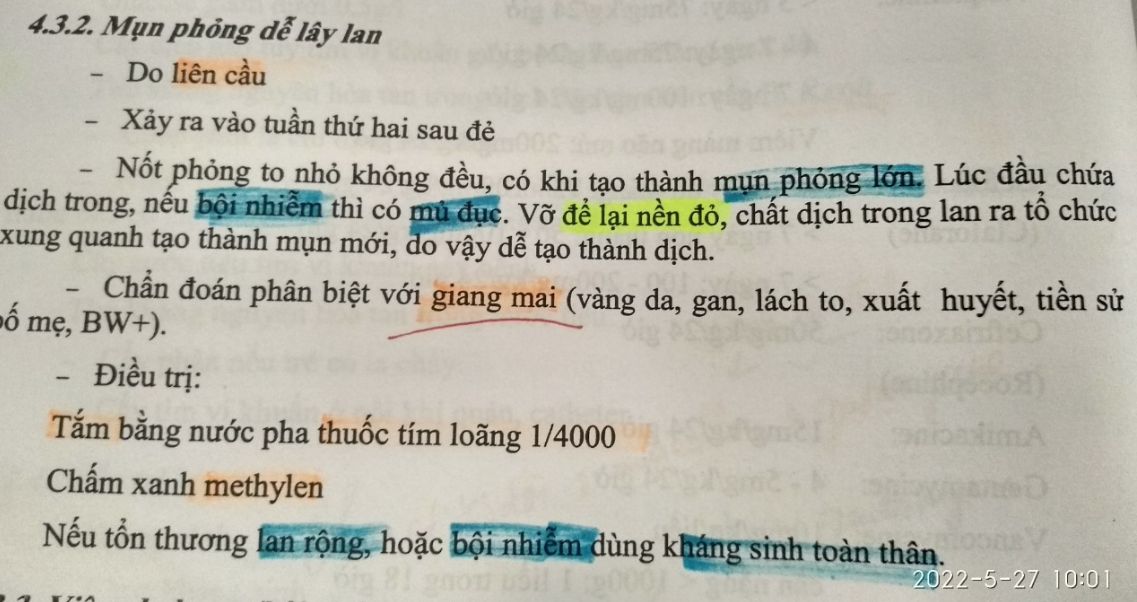 4.3.2. Mụn phỏng dễ lây lan
- Do liên cầu
- Xảy ra vào tuần thứ hai sau đẻ
- Nốt phỏng to nhỏ không đều, có khi tạo thành mụn phỏng lớn. Lúc đầu chứa
dịch trong, nếu bội nhiễm thì có mủ đục. Vỡ để lại nền đỏ, chất dịch trong lan ra tổ chức
xung quanh tạo thành mụn mới, do vậy dễ tạo thành dịch.
- Chẩn đoán phân biệt với giang mai (vàng da, gan, lách to, xuất huyết, tiền sử
bố mẹ, BW+).
- Điều trị:
Tắm bằng nước pha thuốc tím loãng 1/4000
Chấm xanh methylen
Nếu tổn thương lan rộng, hoặc bội nhiễm dùng kháng sinh toàn thân.
2022-5-27 10:01